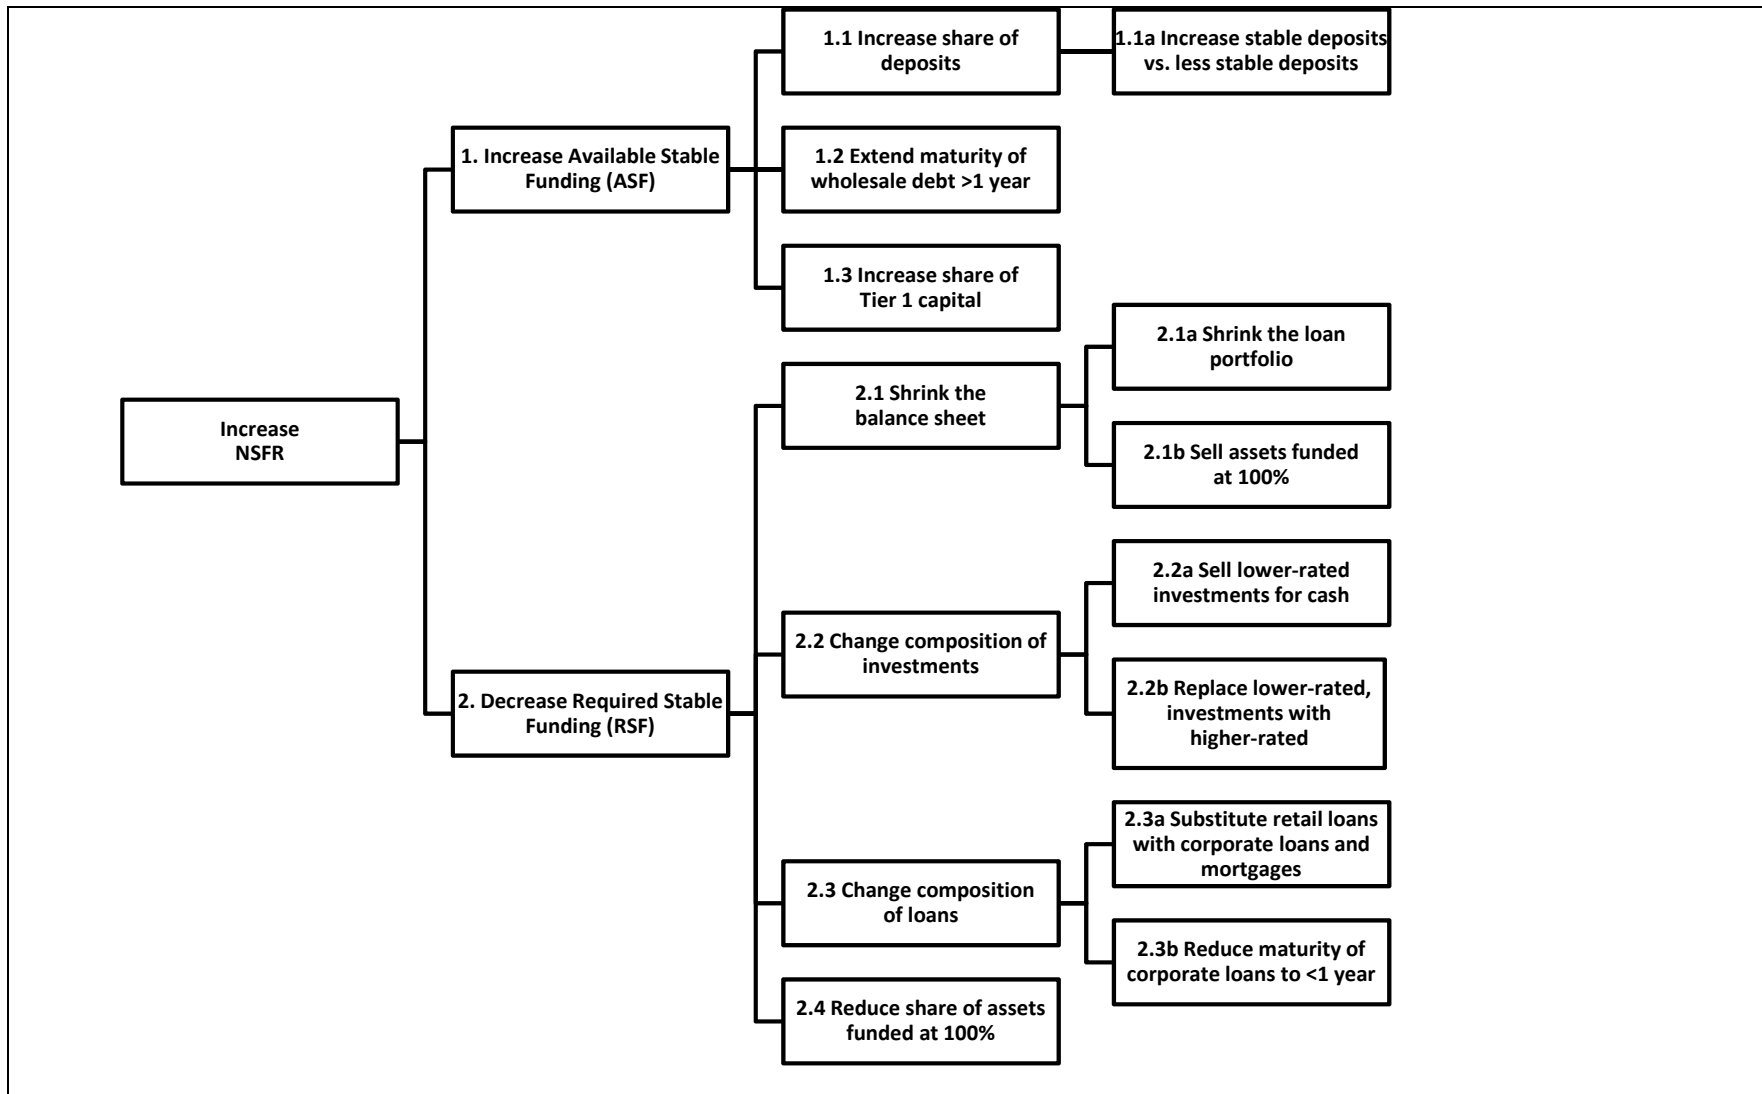 Increase
NSFR
1. Increase Available Stable
Funding (ASF)
1.1 Increase share of
deposits
1.1a Increase stable deposits
vs. less stable deposits
1.2 Extend maturity of
wholesale debt >1 year
1.3 Increase share of
Tier 1 capital
2. Decrease Required Stable
Funding (RSF)
2.1 Shrink the
balance sheet
2.1a Shrink the loan
portfolio
2.1b Sell assets funded
at 100%
2.2 Change composition of
investments
2.2a Sell lower-rated
investments for cash
2.2b Replace lower-rated,
investments with
higher-rated
2.3 Change composition
of loans
2.3a Substitute retail loans
with corporate loans and
mortgages
2.3b Reduce maturity of
corporate loans to <1 year
2.4 Reduce share of assets
funded at 100%